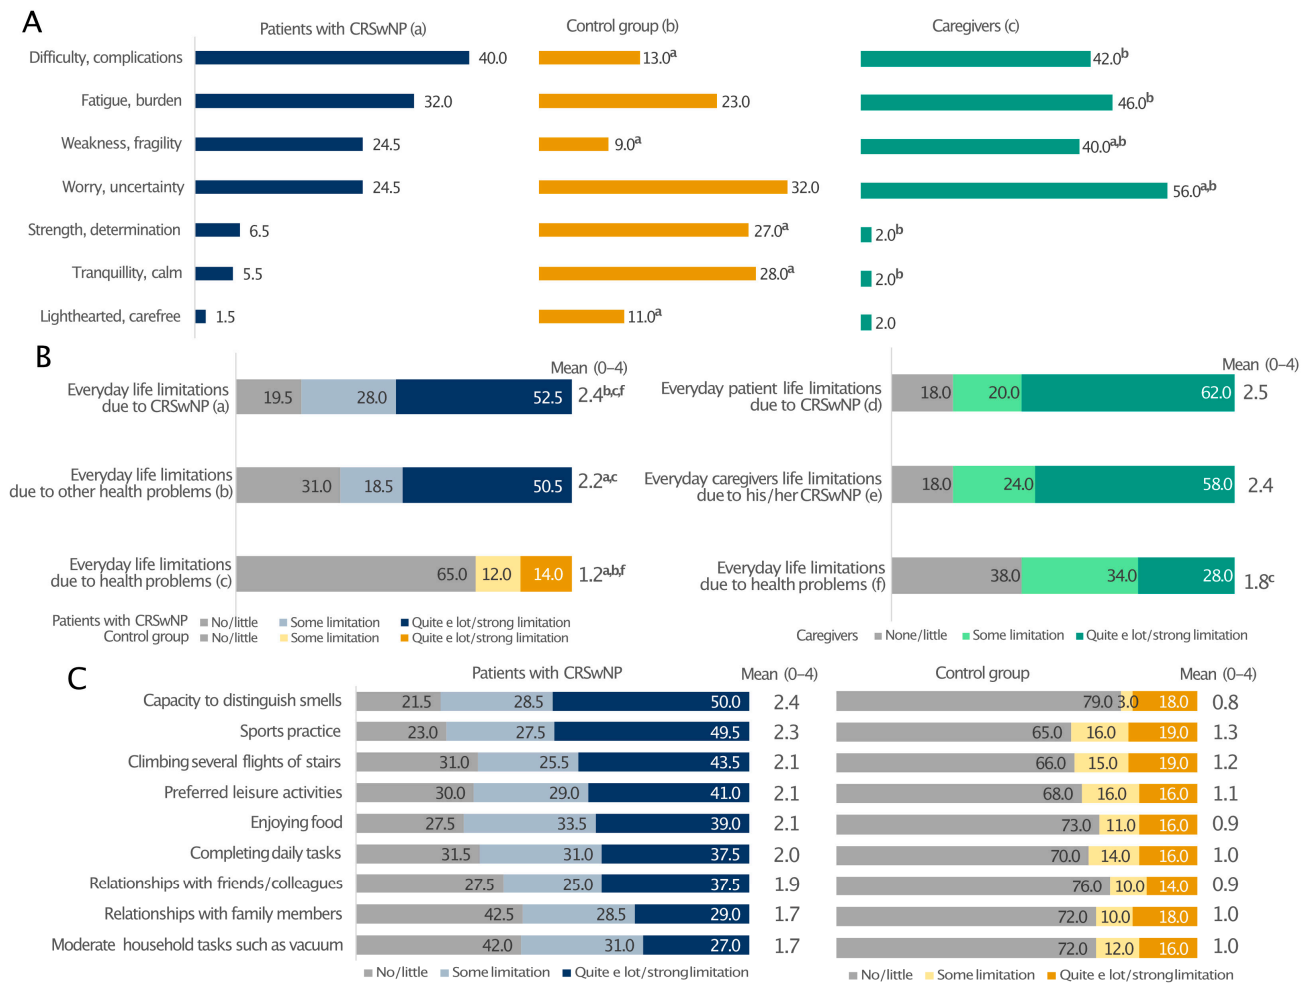 A
Patients with CRSwNP (a)
Control group (b)
Caregivers (c)
Difficulty, complications 40.0 13.0a 42.0b
Fatigue, burden 32.0 23.0 46.0b
Weakness, fragility 24.5 9.0a 40.0a,b
Worry, uncertainty 24.5 32.0 56.0a,b
Strength, determination 6.5 27.0a 2.0b
Tranquillity, calm 5.5 28.0a 2.0b
Lighthearted, carefree 1.5 11.0a 2.0
B
Mean (0–4)
Everyday life limitations
due to CRSwNP (a)
19.5 28.0 52.5 2.4b,c,f
Everyday life limitations
due to other health problems (b)
31.0 18.5 50.5 2.2a,c
Everyday life limitations
due to health problems (c)
65.0 12.0 14.0 1.2a,b,f
Patients with CRSwNP No/little Some limitation Quite e lot/strong limitation
Control group No/little Some limitation Quite e lot/strong limitation
Mean (0–4)
Everyday patient life limitations
due to CRSwNP (d)
18.0 20.0 62.0 2.5
Everyday caregivers life limitations
due to his/her CRSwNP (e)
18.0 24.0 58.0 2.4
Everyday life limitations
due to health problems (f)
38.0 34.0 28.0 1.8c
Caregivers None/little Some limitation Quite e lot/strong limitation
C
Patients with CRSwNP Mean (0–4) Control group Mean (0–4)
Capacity to distinguish smells 21.5 28.5 50.0 2.4 79.0 3.0 18.0 0.8
Sports practice 23.0 27.5 49.5 2.3 65.0 16.0 19.0 1.3
Climbing several flights of stairs 31.0 25.5 43.5 2.1 66.0 15.0 19.0 1.2
Preferred leisure activities 30.0 29.0 41.0 2.1 68.0 16.0 16.0 1.1
Enjoying food 27.5 33.5 39.0 2.1 73.0 11.0 16.0 0.9
Completing daily tasks 31.5 31.0 37.5 2.0 70.0 14.0 16.0 1.0
Relationships with friends/colleagues 27.5 25.0 37.5 1.9 76.0 10.0 14.0 0.9
Relationships with family members 42.5 28.5 29.0 1.7 72.0 10.0 18.0 1.0
Moderate household tasks such as vacuum 42.0 31.0 27.0 1.7 72.0 12.0 16.0 1.0
No/little Some limitation Quite e lot/strong limitation
No/little Some limitation Quite e lot/strong limitation